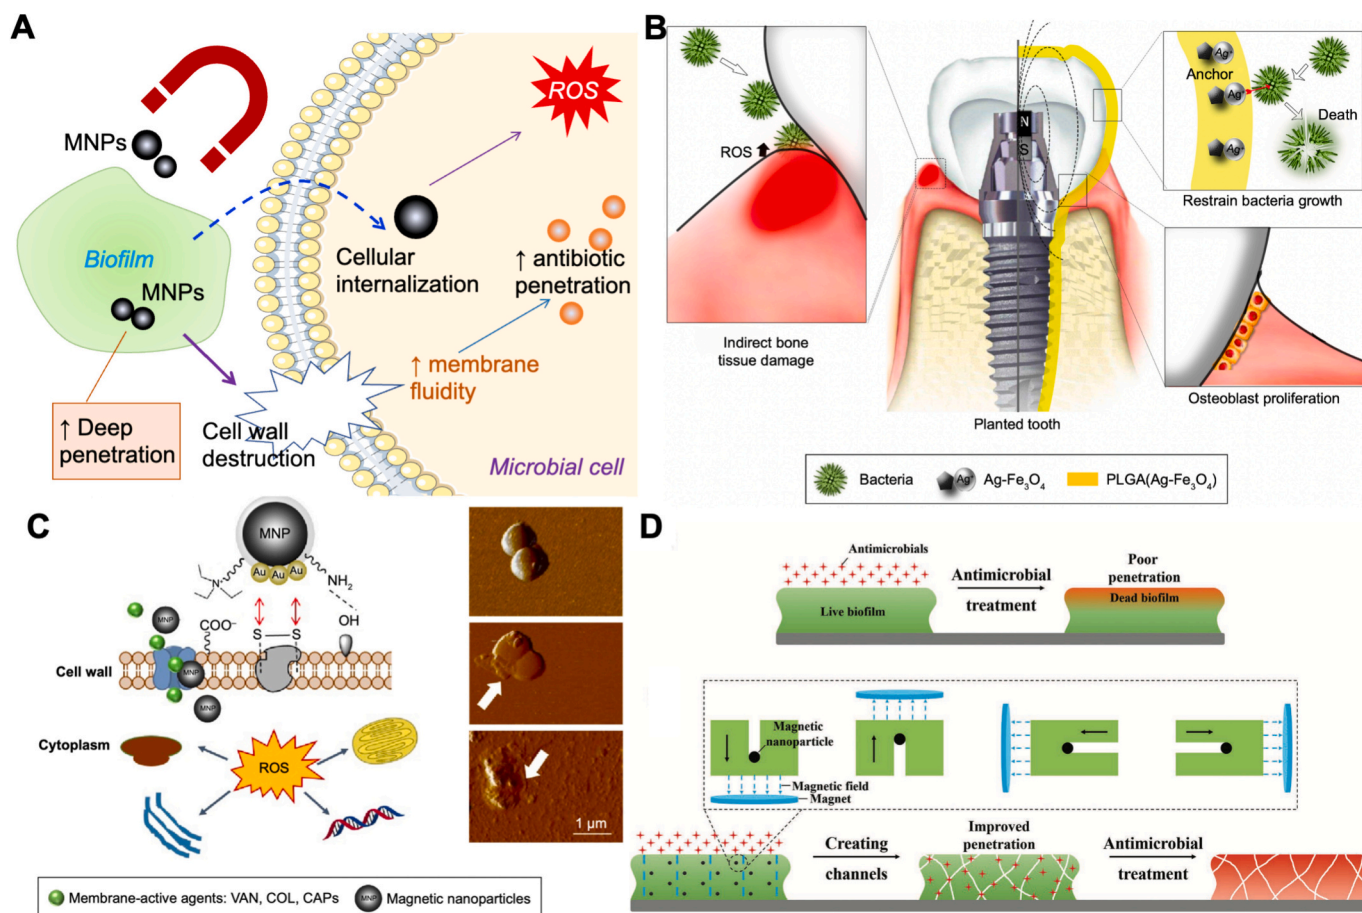 A
MNPs
ROS
Biofilm
MNPs
Cellular
internalization
↑ antibiotic
penetration
↑ membrane
fluidity
↑ Deep
penetration
Cell wall
destruction
Microbial cell
B
ROS
Indirect bone
tissue damage
N
S
Planted tooth
Ag⁺
Anchor
Ag⁺
Ag⁺
Death
Restrain bacteria growth
Osteoblast proliferation
Bacteria
Ag⁺
Ag-Fe₃O₄
PLGA(Ag-Fe₃O₄)
C
MNP
Au Au Au
N⁺
NH₂
MNP
COO⁻
S
S
OH
Cell wall
MNP
MNP
Cytoplasm
ROS
1 μm
Membrane-active agents: VAN, COL, CAPs
MNP
Magnetic nanoparticles
D
Antimicrobials
Live biofilm
Antimicrobial
treatment
Poor
penetration
Dead biofilm
Magnetic
nanoparticle
Magnetic field
Magnet
Creating
channels
Improved
penetration
Antimicrobial
treatment